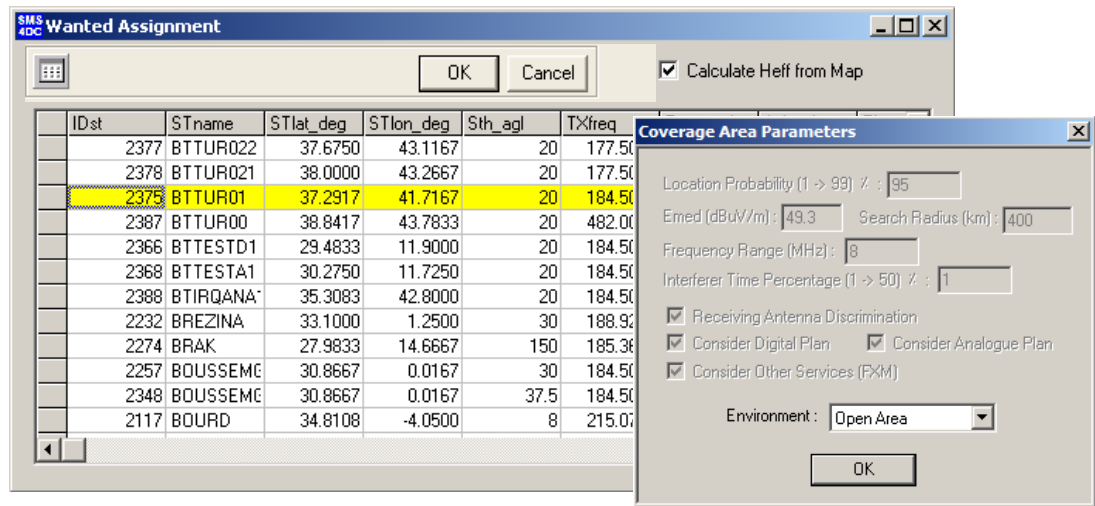 SMS
4DC Wanted Assignment
OK Cancel Calculate Heff from Map
IDst STname STlat_deg STlon_deg Sth_agl TXfreq
2377 BTTUR022 37.6750 43.1167 20 177.50
2378 BTTUR021 38.0000 43.2667 20 177.50
2375 BTTUR01 37.2917 41.7167 20 184.50
2387 BTTUR00 38.8417 43.7833 20 482.00
2366 BTTESTD1 29.4833 11.9000 20 184.50
2368 BTTESTA1 30.2750 11.7250 20 184.50
2388 BTIRQANA 35.3083 42.8000 20 184.50
2232 BREZINA 33.1000 1.2500 30 188.92
2274 BRAK 27.9833 14.6667 150 185.36
2257 BOUSSEMG 30.8667 0.0167 30 184.50
2348 BOUSSEMG 30.8667 0.0167 37.5 184.50
2117 BOURD 34.8108 -4.0500 8 215.07
Coverage Area Parameters
Location Probability (1 -> 99) % : 95
Emed (dBuV/m) : 49.3 Search Radius (km) : 400
Frequency Range (MHz) : 8
Interferer Time Percentage (1 -> 50) % : 1
Receiving Antenna Discrimination
Consider Digital Plan Consider Analogue Plan
Consider Other Services (FXM)
Environment : Open Area
OK